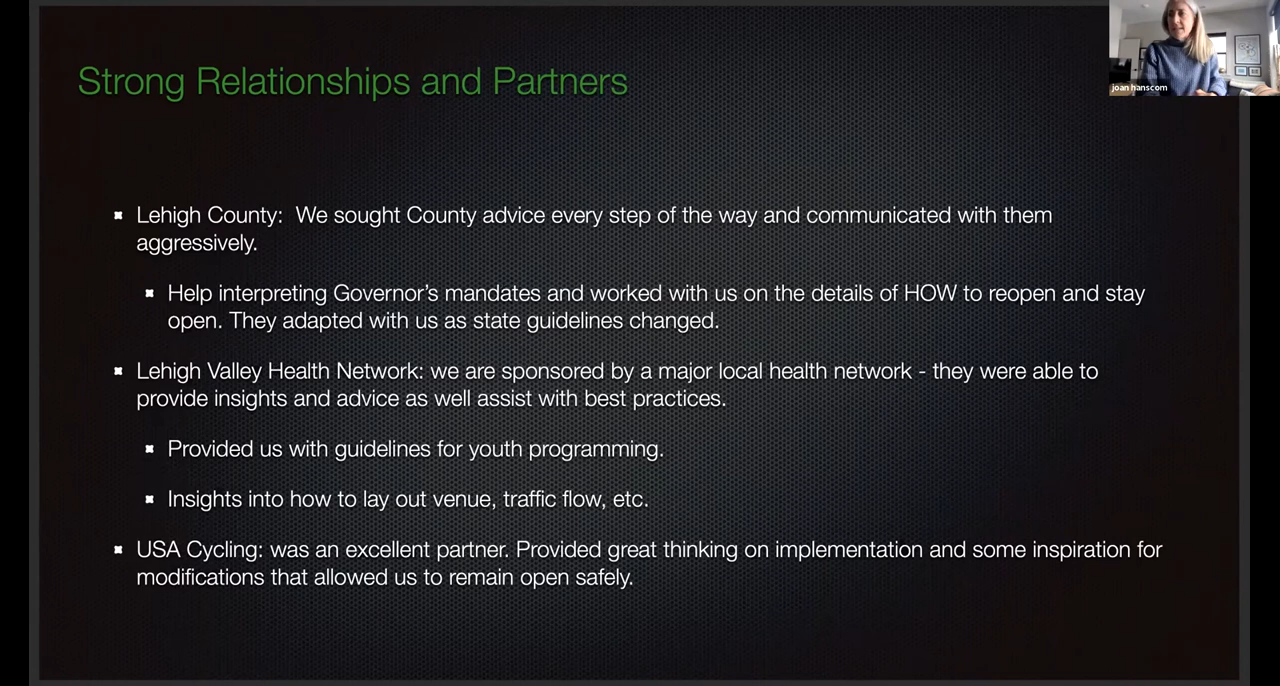 joan hanscom
Strong Relationships and Partners
Lehigh County:  We sought County advice every step of the way and communicated with them
aggressively.
Help interpreting Governor's mandates and worked with us on the details of HOW to reopen and stay
open. They adapted with us as state guidelines changed.
Lehigh Valley Health Network: we are sponsored by a major local health network - they were able to
provide insights and advice as well assist with best practices.
Provided us with guidelines for youth programming.
Insights into how to lay out venue, traffic flow, etc.
USA Cycling: was an excellent partner. Provided great thinking on implementation and some inspiration for
modifications that allowed us to remain open safely.